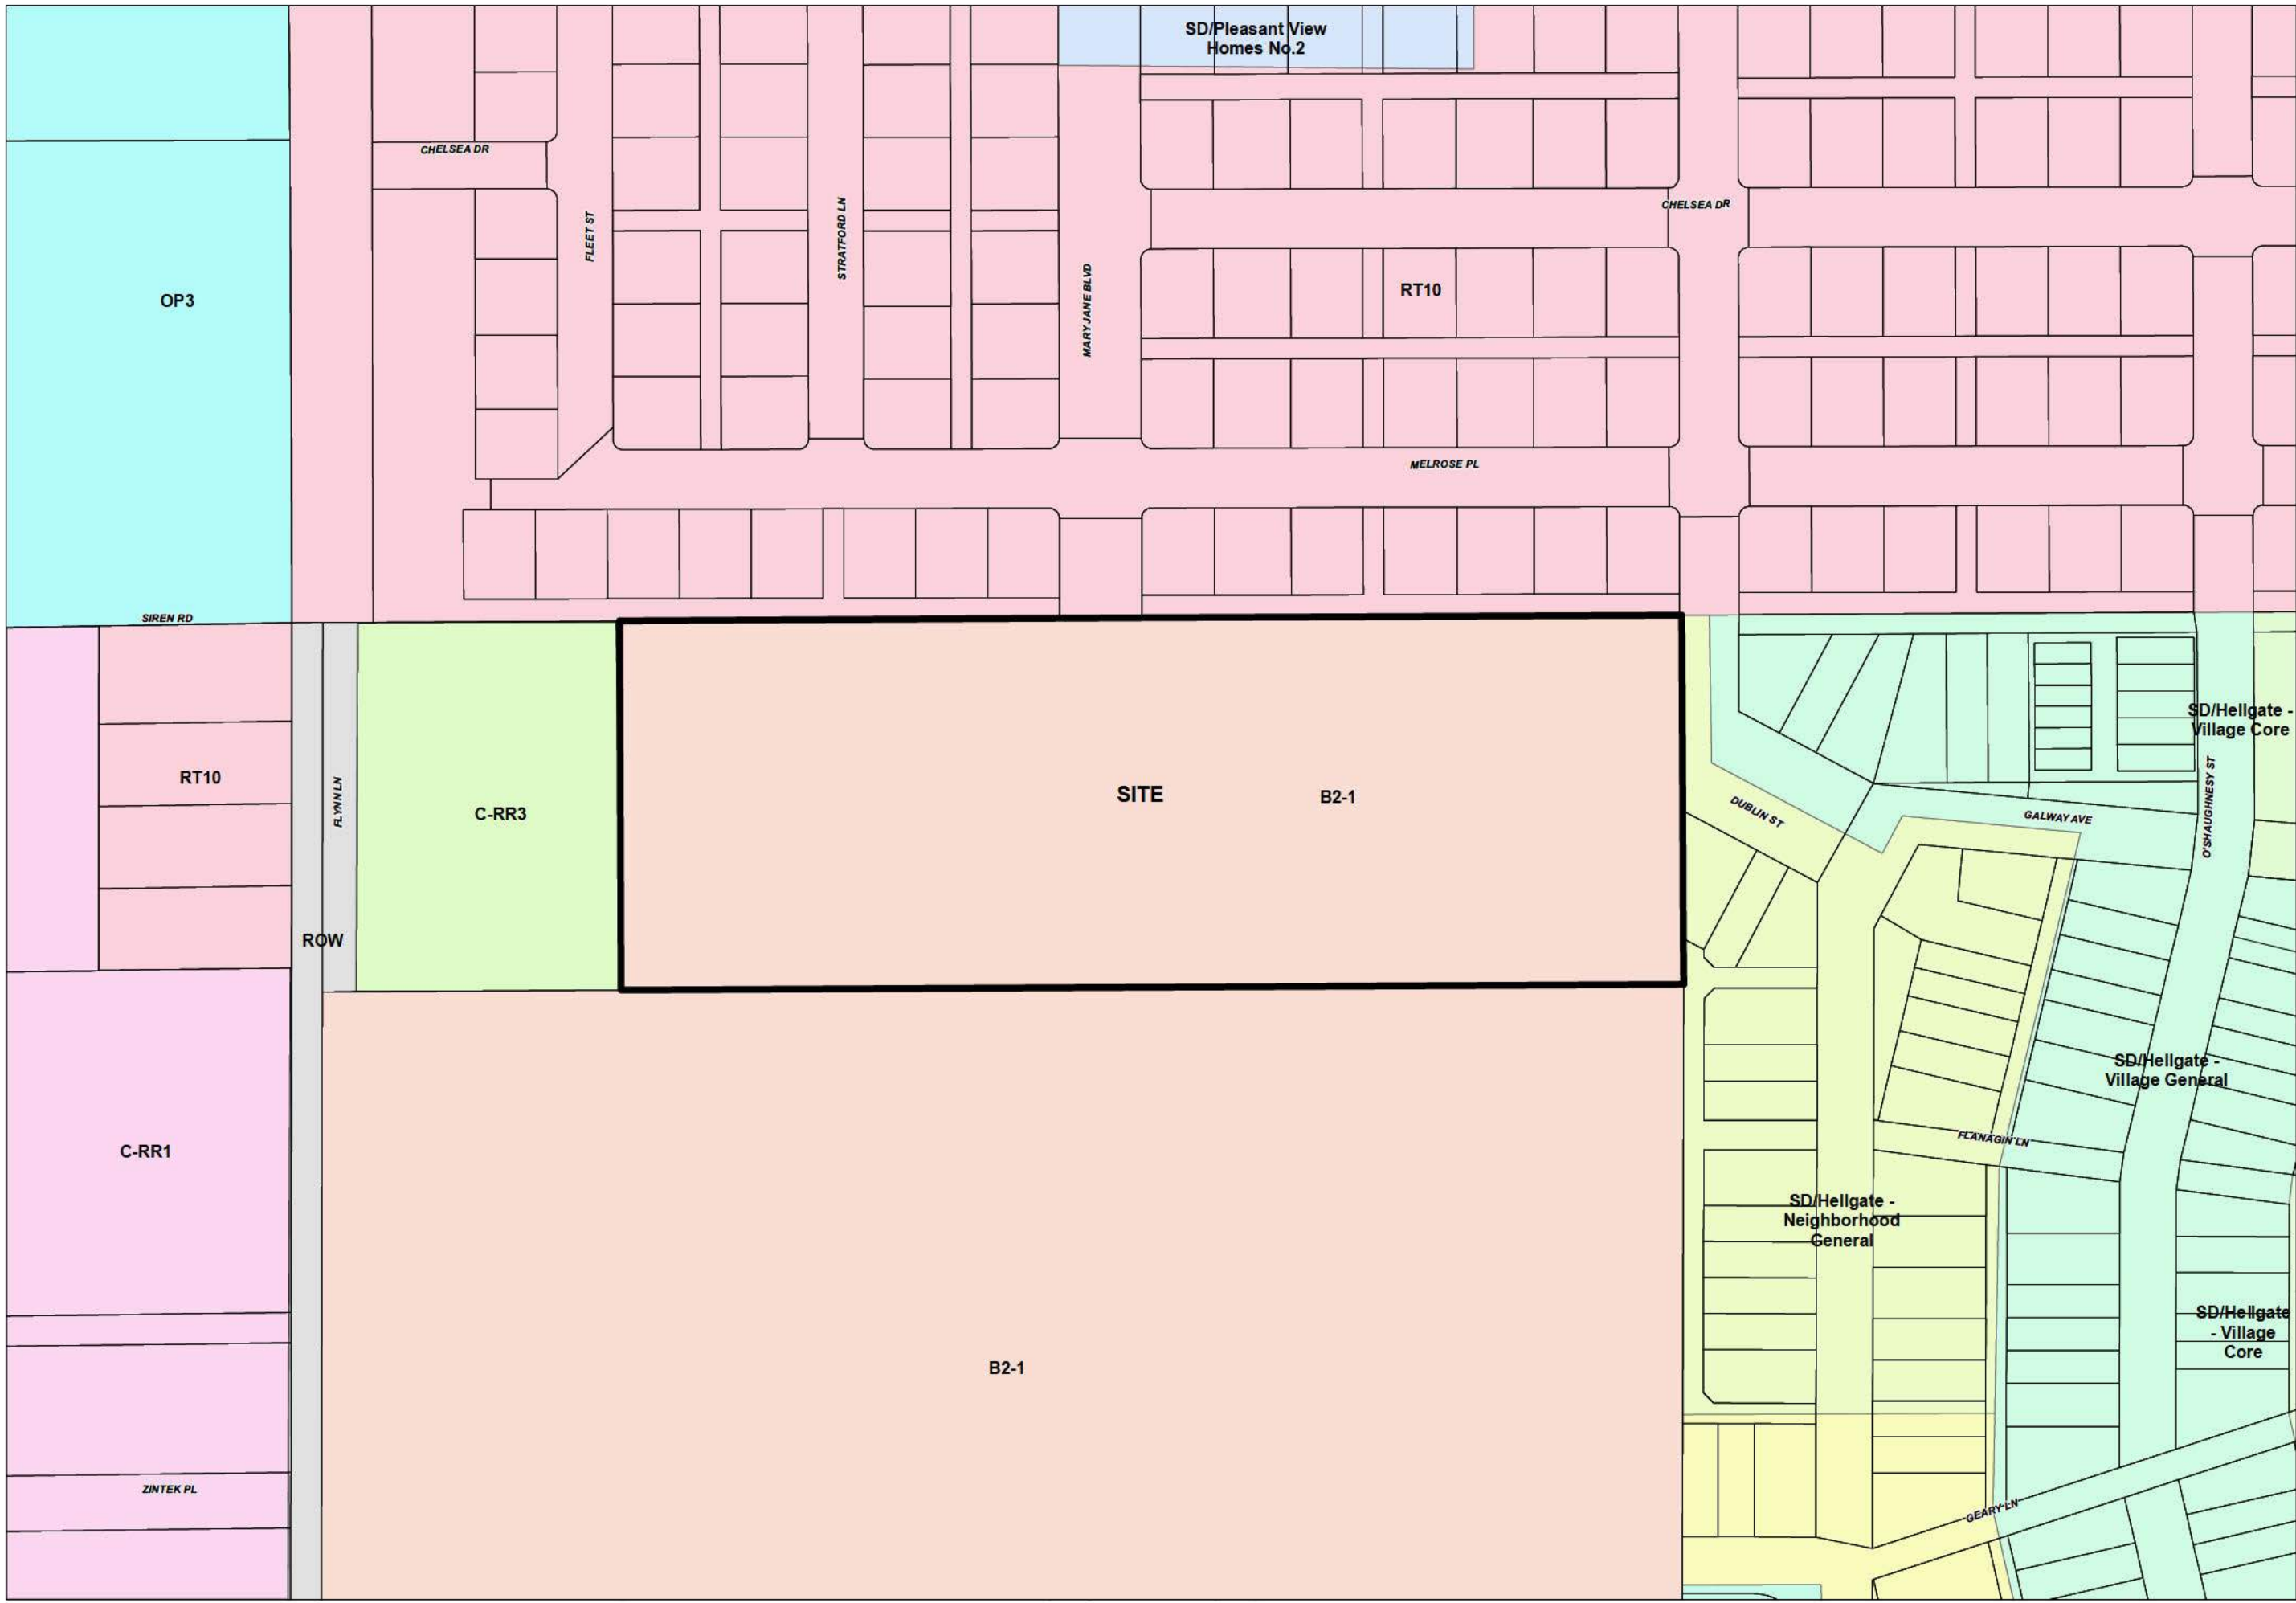 SD/Pleasant View
Homes No.2
CHELSEA DR
CHELSEA DR
FLEET ST
STRATFORD LN
MARY JANE BLVD
OP3
RT10
MELROSE PL
SIREN RD
SD/Hellgate -
Village Core
RT10
FLYNN LN
C-RR3
SITE
B2-1
DUBLIN ST
GALWAY AVE
O'SHAUGHNESY ST
ROW
SD/Hellgate -
Village General
C-RR1
FLANAGIN LN
SD/Hellgate -
Neighborhood
General
SD/Hellgate
- Village
Core
B2-1
ZINTEK PL
GEARY LN